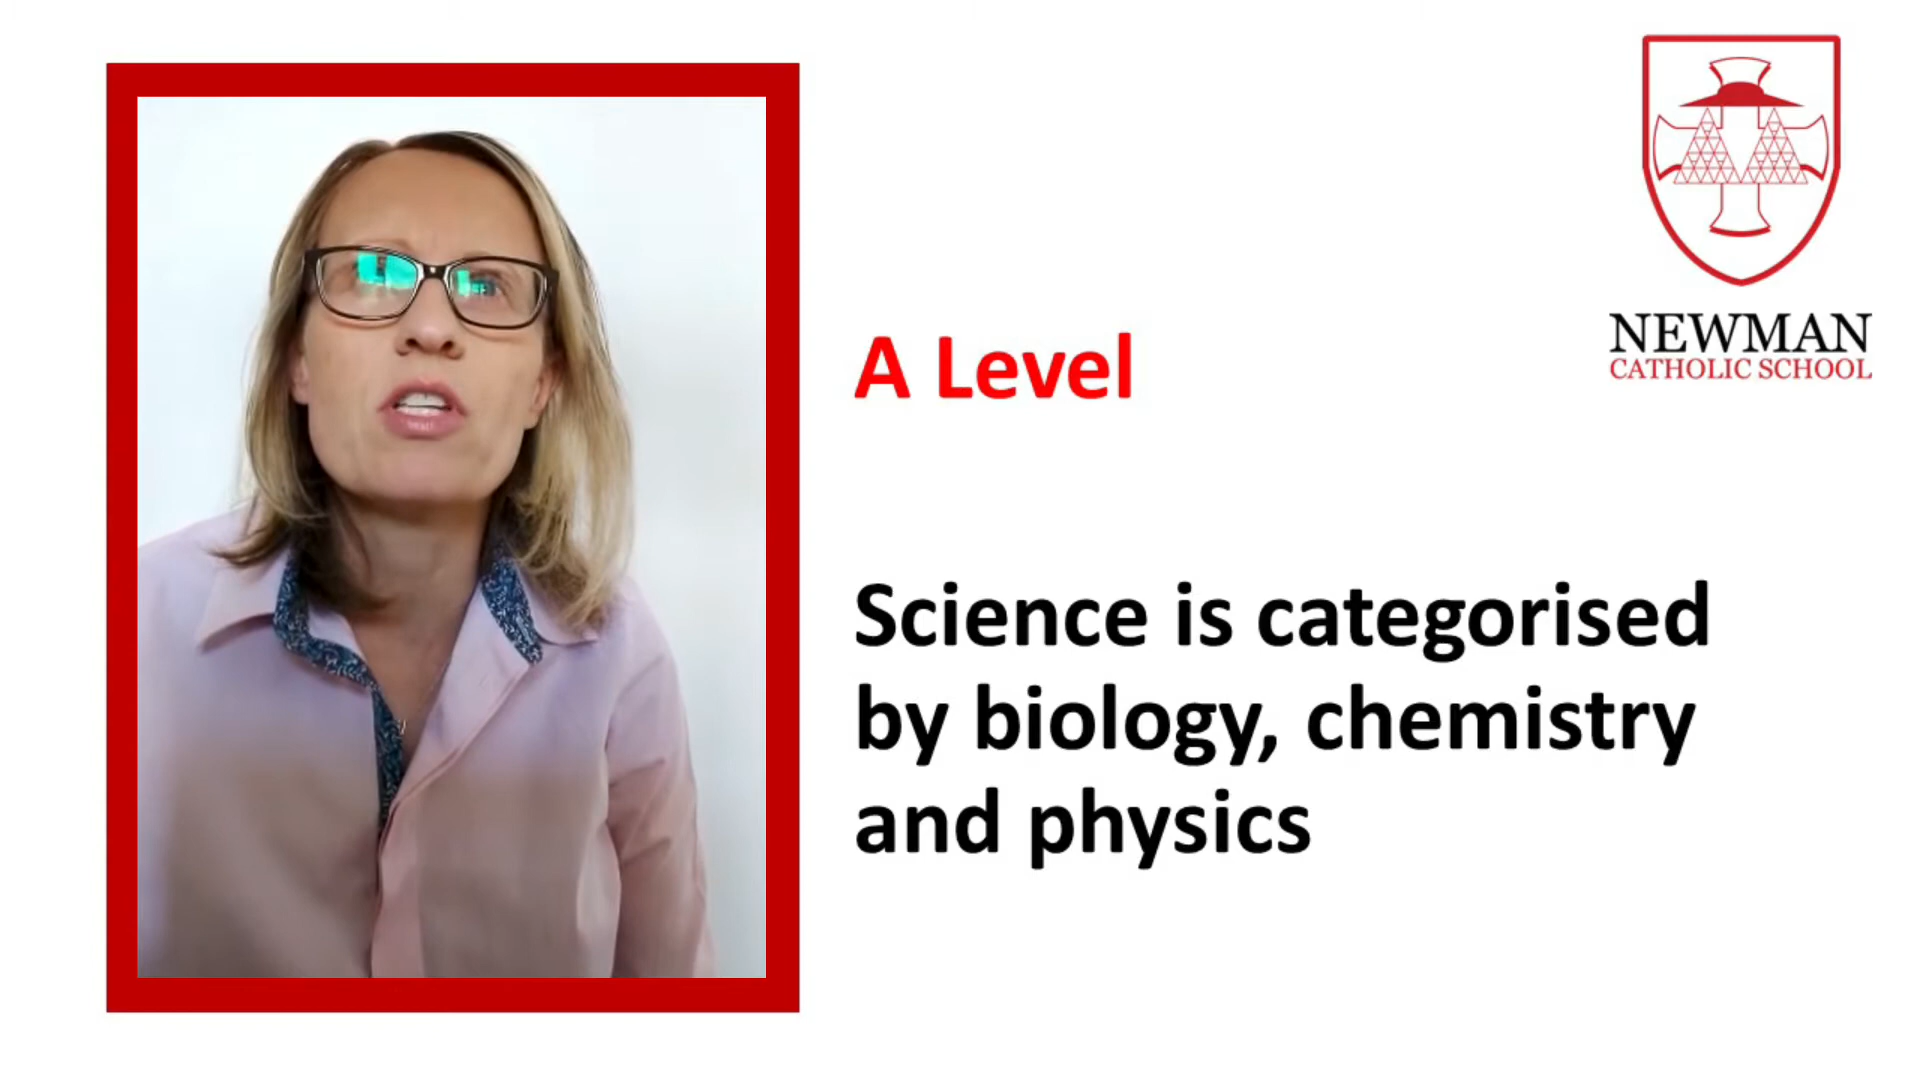 NEWMAN
CATHOLIC SCHOOL
A Level
Science is categorised
by biology, chemistry
and physics